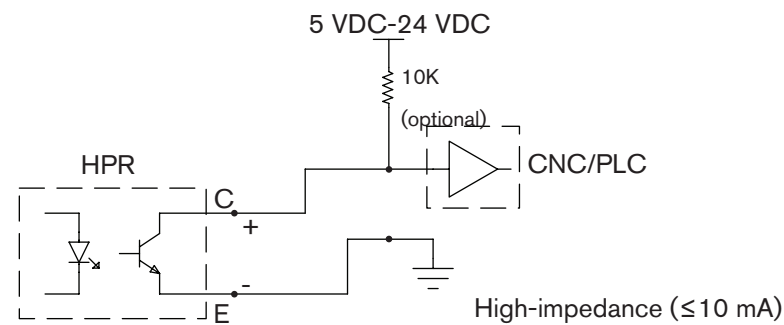 5 VDC-24 VDC
10K
(optional)
HPR
CNC/PLC
C
+
-
E
High-impedance (≤10 mA)